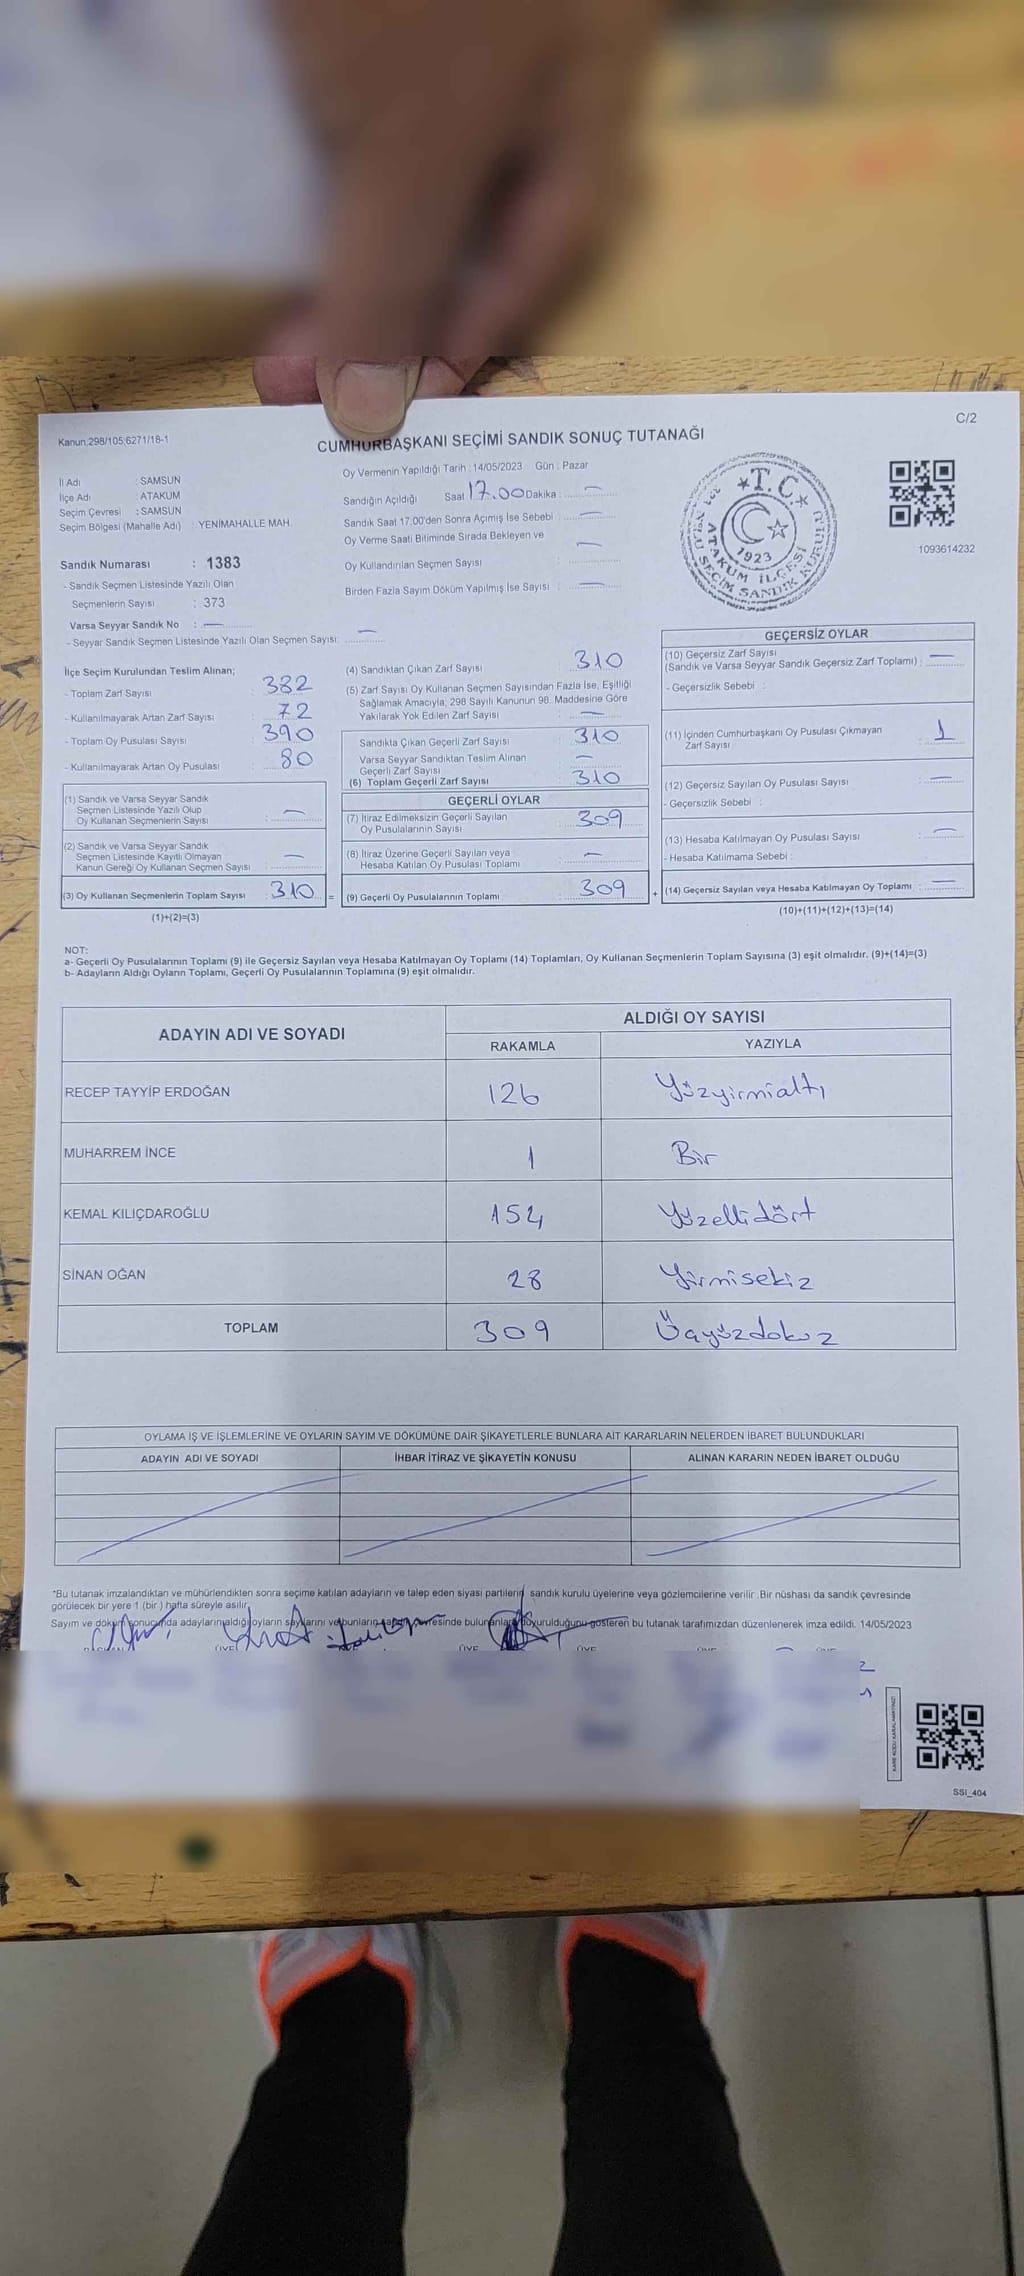 Kanun;298/105;6271/18-1
C/2
CUMHURBAŞKANI SEÇİMİ SANDIK SONUÇ TUTANAĞI
İl Adı : SAMSUN
İlçe Adı : ATAKUM
Seçim Çevresi : SAMSUN
Seçim Bölgesi (Mahalle Adı) : YENİMAHALLE MAH.
Sandık Numarası : 1383
- Sandık Seçmen Listesinde Yazılı Olan
Seçmenlerin Sayısı : 373
Varsa Seyyar Sandık No : —
- Seyyar Sandık Seçmen Listesinde Yazılı Olan Seçmen Sayısı: —
Oy Vermenin Yapıldığı Tarih : 14/05/2023 Gün : Pazar
Sandığın Açıldığı Saat 17.00 Dakika : —
Sandık Saat 17:00'den Sonra Açımış İse Sebebi : —
Oy Verme Saati Bitiminde Sırada Bekleyen ve
Oy Kullandırılan Seçmen Sayısı : —
Birden Fazla Sayım Döküm Yapılmış İse Sayısı : —
T.C.
1923
ATAKUM İLÇESİ
SEÇİM SANDIK KURULU
1093614232
İlçe Seçim Kurulundan Teslim Alınan;
- Toplam Zarf Sayısı : 382
- Kullanılmayarak Artan Zarf Sayısı : 72
- Toplam Oy Pusulası Sayısı : 390
- Kullanılmayarak Artan Oy Pusulası : 80
(1) Sandık ve Varsa Seyyar Sandık
Seçmen Listesinde Yazılı Olup
Oy Kullanan Seçmenlerin Sayısı : —
(2) Sandık ve Varsa Seyyar Sandık
Seçmen Listesinde Kayıtlı Olmayan
Kanun Gereği Oy Kullanan Seçmen Sayısı : —
(3) Oy Kullanan Seçmenlerin Toplam Sayısı : 310 =
(1)+(2)=(3)
(4) Sandıktan Çıkan Zarf Sayısı : 310
(5) Zarf Sayısı Oy Kullanan Seçmen Sayısından Fazla İse, Eşitliği
Sağlamak Amacıyla, 298 Sayılı Kanunun 98. Maddesine Göre
Yakılarak Yok Edilen Zarf Sayısı : —
Sandıkta Çıkan Geçerli Zarf Sayısı : 310
Varsa Seyyar Sandıktan Teslim Alınan
Geçerli Zarf Sayısı : —
(6) Toplam Geçerli Zarf Sayısı : 310
GEÇERLİ OYLAR
(7) İtiraz Edilmeksizin Geçerli Sayılan
Oy Pusulalarının Sayısı : 309
(8) İtiraz Üzerine Geçerli Sayılan veya
Hesaba Katılan Oy Pusulası Toplamı : —
(9) Geçerli Oy Pusulalarının Toplamı : 309 +
GEÇERSİZ OYLAR
(10) Geçersiz Zarf Sayısı
(Sandık ve Varsa Seyyar Sandık Geçersiz Zarf Toplamı) : —
- Geçersizlik Sebebi :
(11) İçinden Cumhurbaşkanı Oy Pusulası Çıkmayan
Zarf Sayısı : 1
(12) Geçersiz Sayılan Oy Pusulası Sayısı : —
- Geçersizlik Sebebi :
(13) Hesaba Katılmayan Oy Pusulası Sayısı : —
- Hesaba Katılmama Sebebi :
(14) Geçersiz Sayılan veya Hesaba Katılmayan Oy Toplamı : —
(10)+(11)+(12)+(13)=(14)
NOT:
a- Geçerli Oy Pusulalarının Toplamı (9) ile Geçersiz Sayılan veya Hesaba Katılmayan Oy Toplamı (14) Toplamları, Oy Kullanan Seçmenlerin Toplam Sayısına (3) eşit olmalıdır. (9)+(14)=(3)
b- Adayların Aldığı Oyların Toplamı, Geçerli Oy Pusulalarının Toplamına (9) eşit olmalıdır.
ADAYIN ADI VE SOYADI
ALDIĞI OY SAYISI
RAKAMLA YAZIYLA
RECEP TAYYİP ERDOĞAN 126 Yüzyirmialtı
MUHARREM İNCE 1 Bir
KEMAL KILIÇDAROĞLU 154 Yüzellidört
SİNAN OĞAN 28 Yirmisekiz
TOPLAM 309 Üçyüzdokuz
OYLAMA İŞ VE İŞLEMLERİNE VE OYLARIN SAYIM VE DÖKÜMÜNE DAİR ŞİKAYETLERLE BUNLARA AİT KARARLARIN NELERDEN İBARET BULUNDUKLARI
ADAYIN ADI VE SOYADI İHBAR İTİRAZ VE ŞİKAYETİN KONUSU ALINAN KARARIN NEDEN İBARET OLDUĞU
*Bu tutanak imzalandıktan ve mühürlendikten sonra seçime katılan adayların ve talep eden siyasi partilerin sandık kurulu üyelerine veya gözlemcilerine verilir. Bir nüshası da sandık çevresinde
görülecek bir yere 1 (bir) hafta süreyle asılır.
Sayım ve döküm sonucunda adayların aldığı oyların sayılarını ve bunların sandık çevresinde bulunanlara duyurulduğunu gösteren bu tutanak tarafımızdan düzenlenerek imza edildi. 14/05/2023
SSI_404